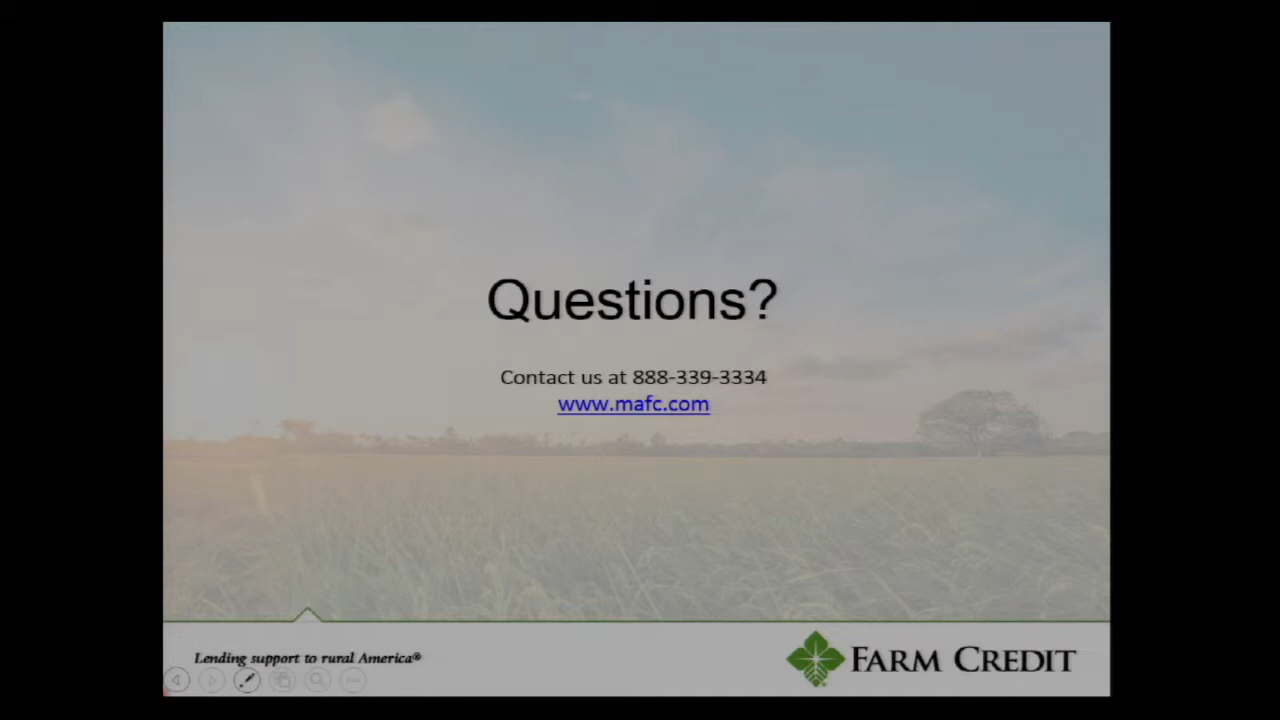 Questions?
Contact us at 888-339-3334
www.mafc.com
Lending support to rural America®
FARM CREDIT